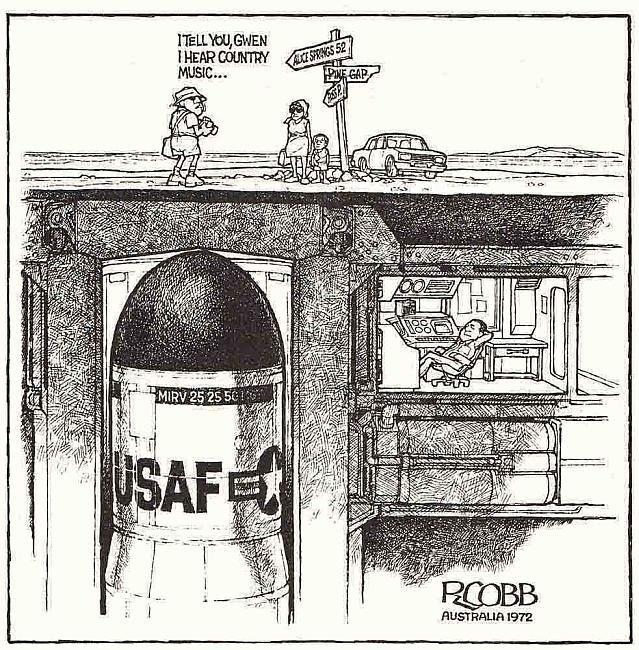 I TELL YOU, GWEN
I HEAR COUNTRY
MUSIC...
ALICE SPRINGS 52
PINE GAP
MIRV 25 25 50
USAF
R. COBB
AUSTRALIA 1972